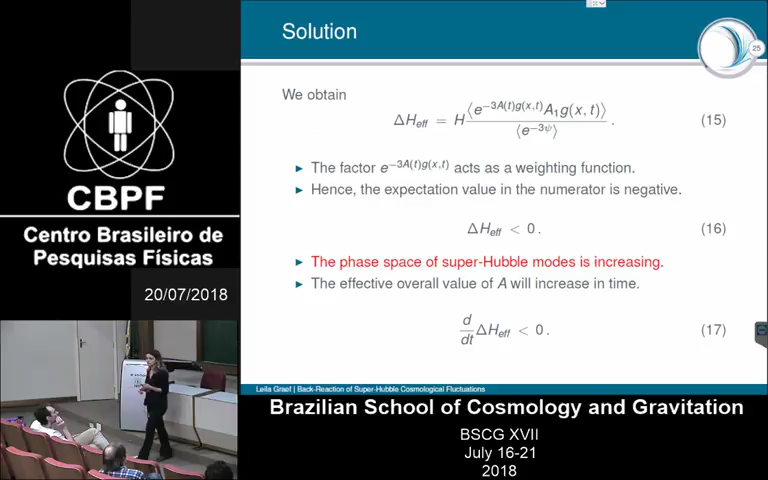 Solution
25
We obtain
ΔH_eff = H ⟨e^{−3A(t)g(x,t)} A₁g(x, t)⟩ / ⟨e^{−3ψ}⟩ . (15)
► The factor e^{−3A(t)g(x,t)} acts as a weighting function.
► Hence, the expectation value in the numerator is negative.
ΔH_eff < 0 . (16)
► The phase space of super-Hubble modes is increasing.
► The effective overall value of A will increase in time.
d/dt ΔH_eff < 0 . (17)
Leila Graef | Back-Reaction of Super-Hubble Cosmological Fluctuations
CBPF
Centro Brasileiro de
Pesquisas Físicas
20/07/2018
Brazilian School of Cosmology and Gravitation
BSCG XVII
July 16-21
2018